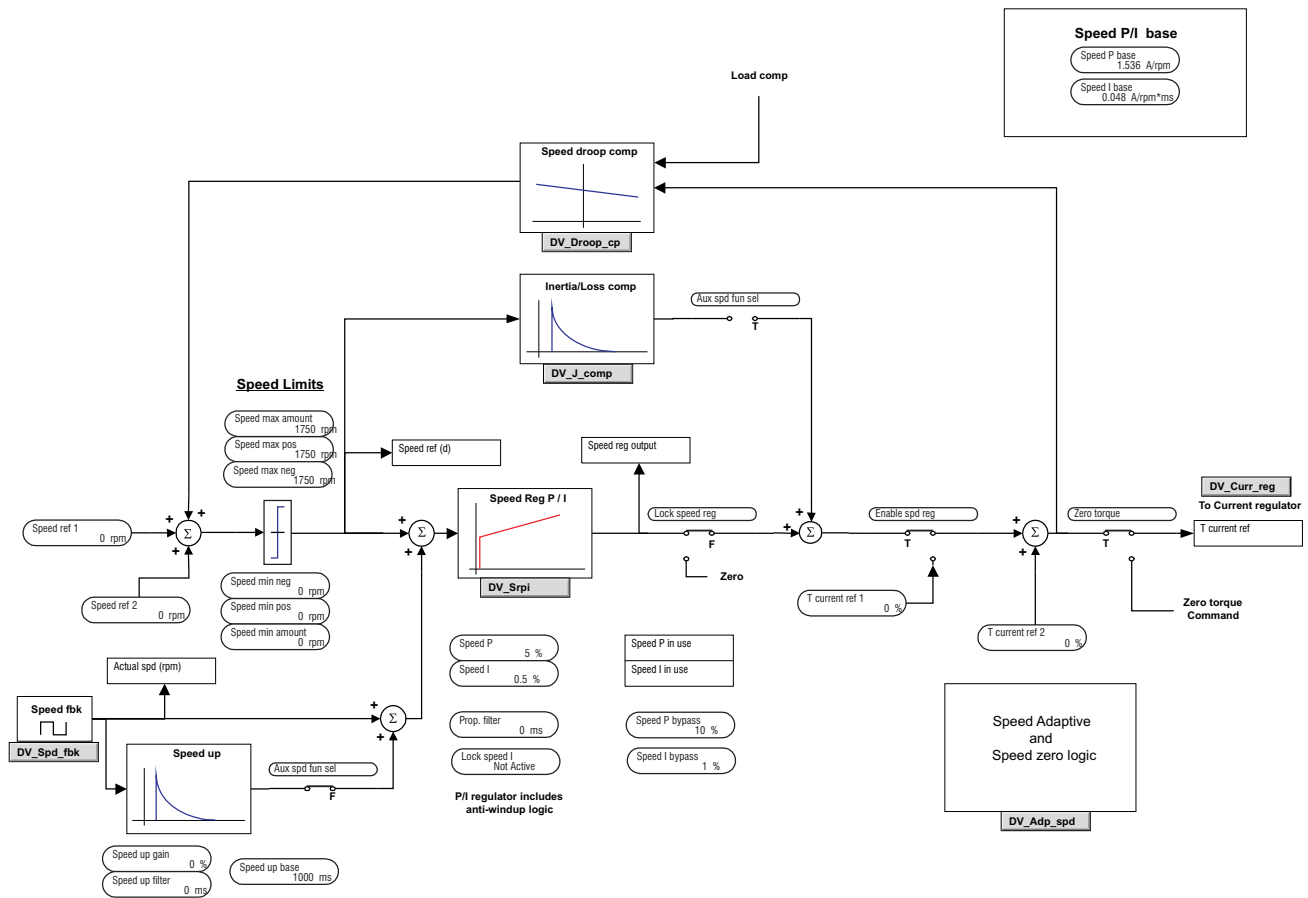 Speed P/I base
Speed P base
1.536 A/rpm
Speed I base
0.048 A/rpm*ms
Load comp
Speed droop comp
DV_Droop_cp
Inertia/Loss comp
DV_J_comp
Aux spd fun sel
T
Speed Limits
Speed max amount
1750 rpm
Speed max pos
1750 rpm
Speed max neg
1750 rpm
Speed ref (d)
Speed reg output
DV_Curr_reg
To Current regulator
T current ref
Speed ref 1
0 rpm
+
+
+
Σ
Speed ref 2
0 rpm
+
+
Σ
Speed Reg P / I
DV_Srpi
Lock speed reg
F
Zero
+
+
Σ
Enable spd reg
T
T current ref 1
0 %
+
+
Σ
T current ref 2
0 %
Zero torque
T
Zero torque
Command
Speed min neg
0 rpm
Speed min pos
0 rpm
Speed min amount
0 rpm
Speed P
5 %
Speed I
0.5 %
Speed P in use
Speed I in use
Prop. filter
0 ms
Lock speed I
Not Active
Speed P bypass
10 %
Speed I bypass
1 %
P/I regulator includes
anti-windup logic
Speed Adaptive
and
Speed zero logic
DV_Adp_spd
Actual spd (rpm)
Speed fbk
DV_Spd_fbk
+
+
Σ
Speed up
Aux spd fun sel
F
Speed up gain
0 %
Speed up filter
0 ms
Speed up base
1000 ms